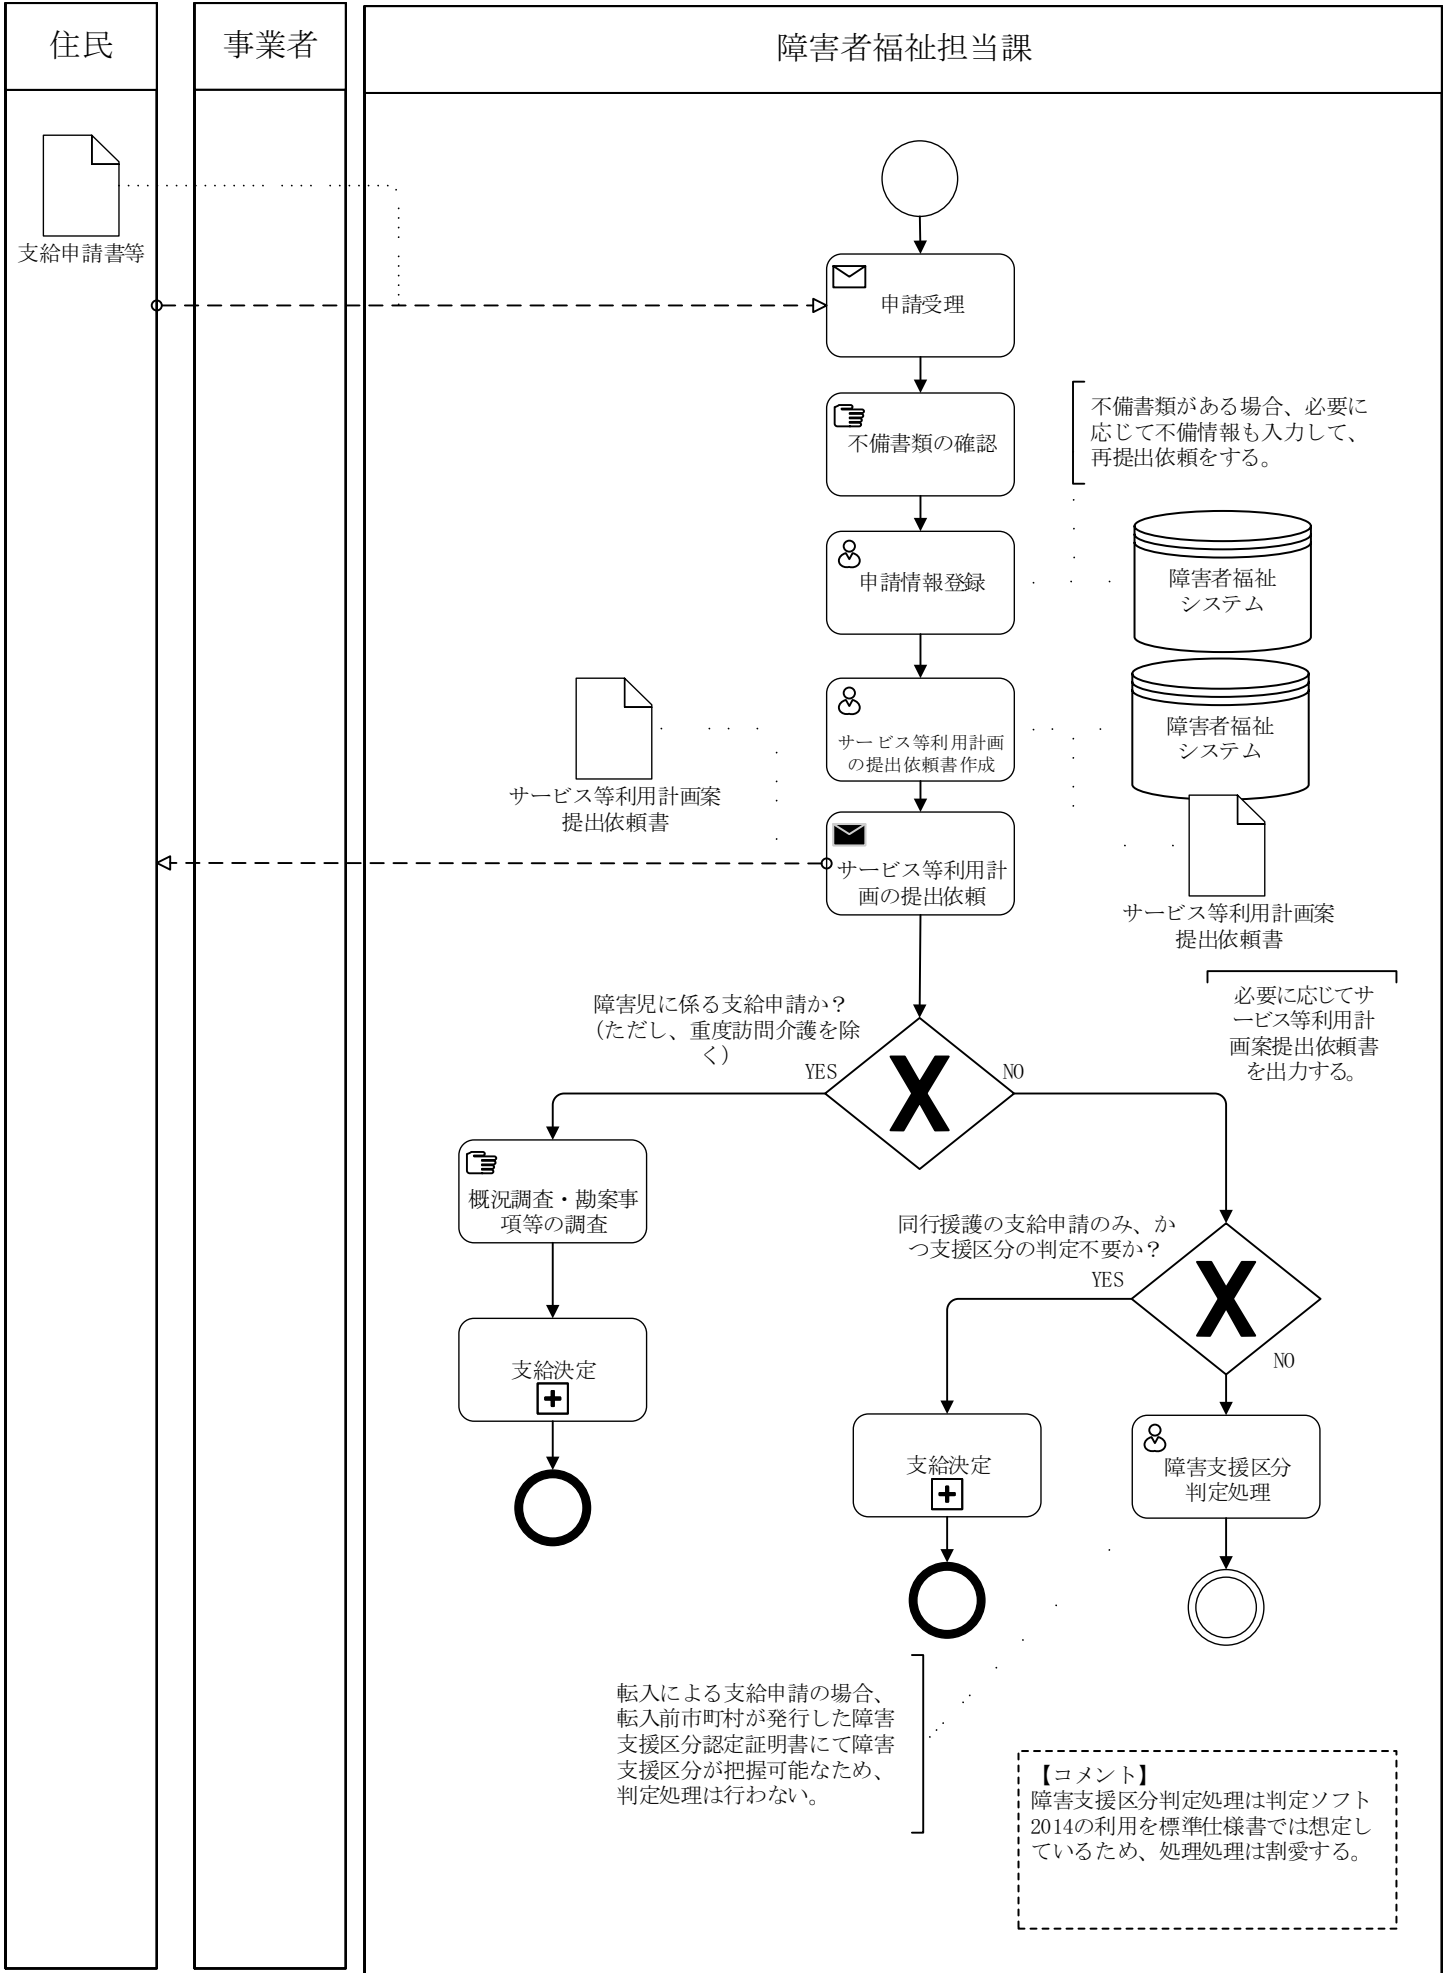 住民
事業者
障害者福祉担当課
支給申請書等
申請受理
不備書類の確認
不備書類がある場合、必要に
応じて不備情報も入力して、
再提出依頼をする。
申請情報登録
障害者福祉
システム
サービス等利用計画
の提出依頼書作成
障害者福祉
システム
サービス等利用計画案
提出依頼書
サービス等利用計
画の提出依頼
サービス等利用計画案
提出依頼書
必要に応じてサ
ービス等利用計
画案提出依頼書
を出力する。
障害児に係る支給申請か？
(ただし、重度訪問介護を除
く)
YES
NO
概況調査・勘案事
項等の調査
同行援護の支給申請のみ、か
つ支援区分の判定不要か？
YES
NO
支給決定
支給決定
障害支援区分
判定処理
転入による支給申請の場合、
転入前市町村が発行した障害
支援区分認定証明書にて障害
支援区分が把握可能なため、
判定処理は行わない。
【コメント】
障害支援区分判定処理は判定ソフト
2014の利用を標準仕様書では想定し
ているため、処理処理は割愛する。